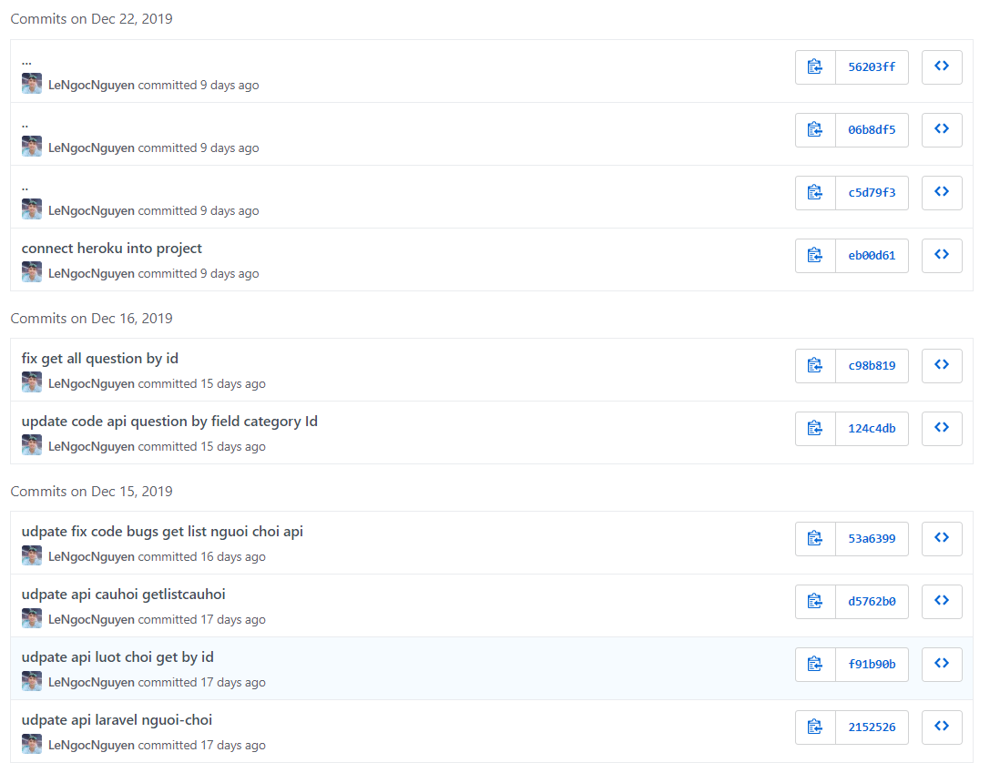 Commits on Dec 22, 2019
...
56203ff
LeNgocNguyen committed 9 days ago
..
06b8df5
LeNgocNguyen committed 9 days ago
..
c5d79f3
LeNgocNguyen committed 9 days ago
connect heroku into project
eb00d61
LeNgocNguyen committed 9 days ago
Commits on Dec 16, 2019
fix get all question by id
c98b819
LeNgocNguyen committed 15 days ago
update code api question by field category Id
124c4db
LeNgocNguyen committed 15 days ago
Commits on Dec 15, 2019
udpate fix code bugs get list nguoi choi api
53a6399
LeNgocNguyen committed 16 days ago
udpate api cauhoi getlistcauhoi
d5762b0
LeNgocNguyen committed 17 days ago
udpate api luot choi get by id
f91b90b
LeNgocNguyen committed 17 days ago
udpate api laravel nguoi-choi
2152526
LeNgocNguyen committed 17 days ago